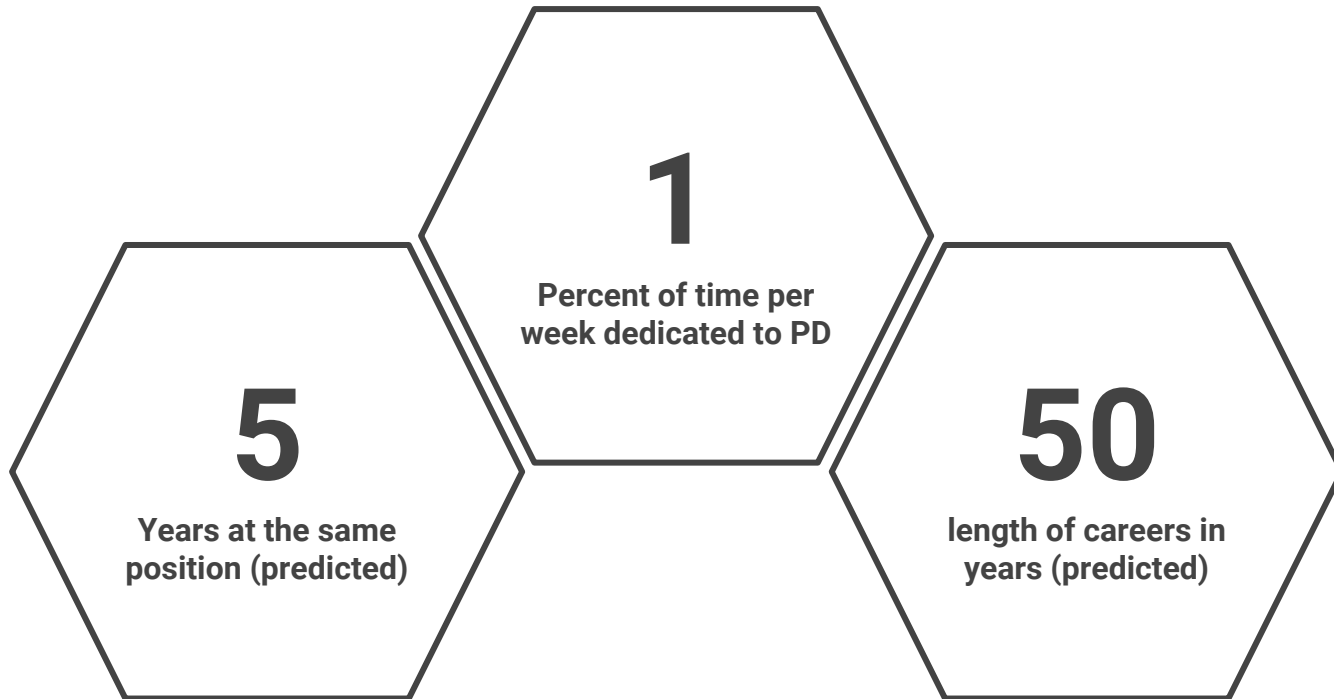 1
Percent of time per
week dedicated to PD
5
Years at the same
position (predicted)
50
length of careers in
years (predicted)